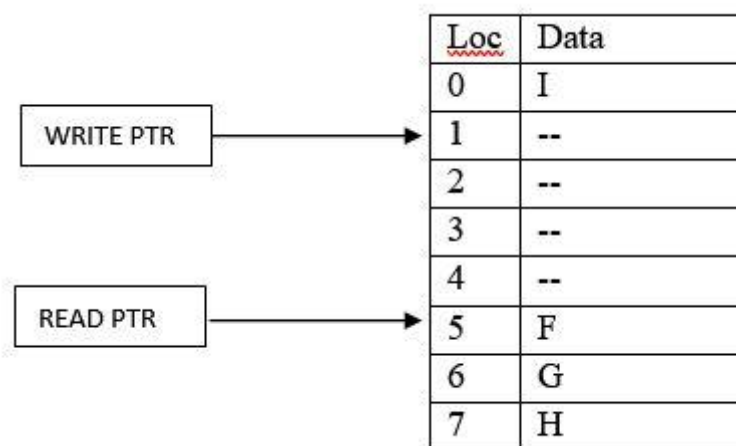 Loc Data
0 I
WRITE PTR
1 --
2 --
3 --
4 --
READ PTR
5 F
6 G
7 H